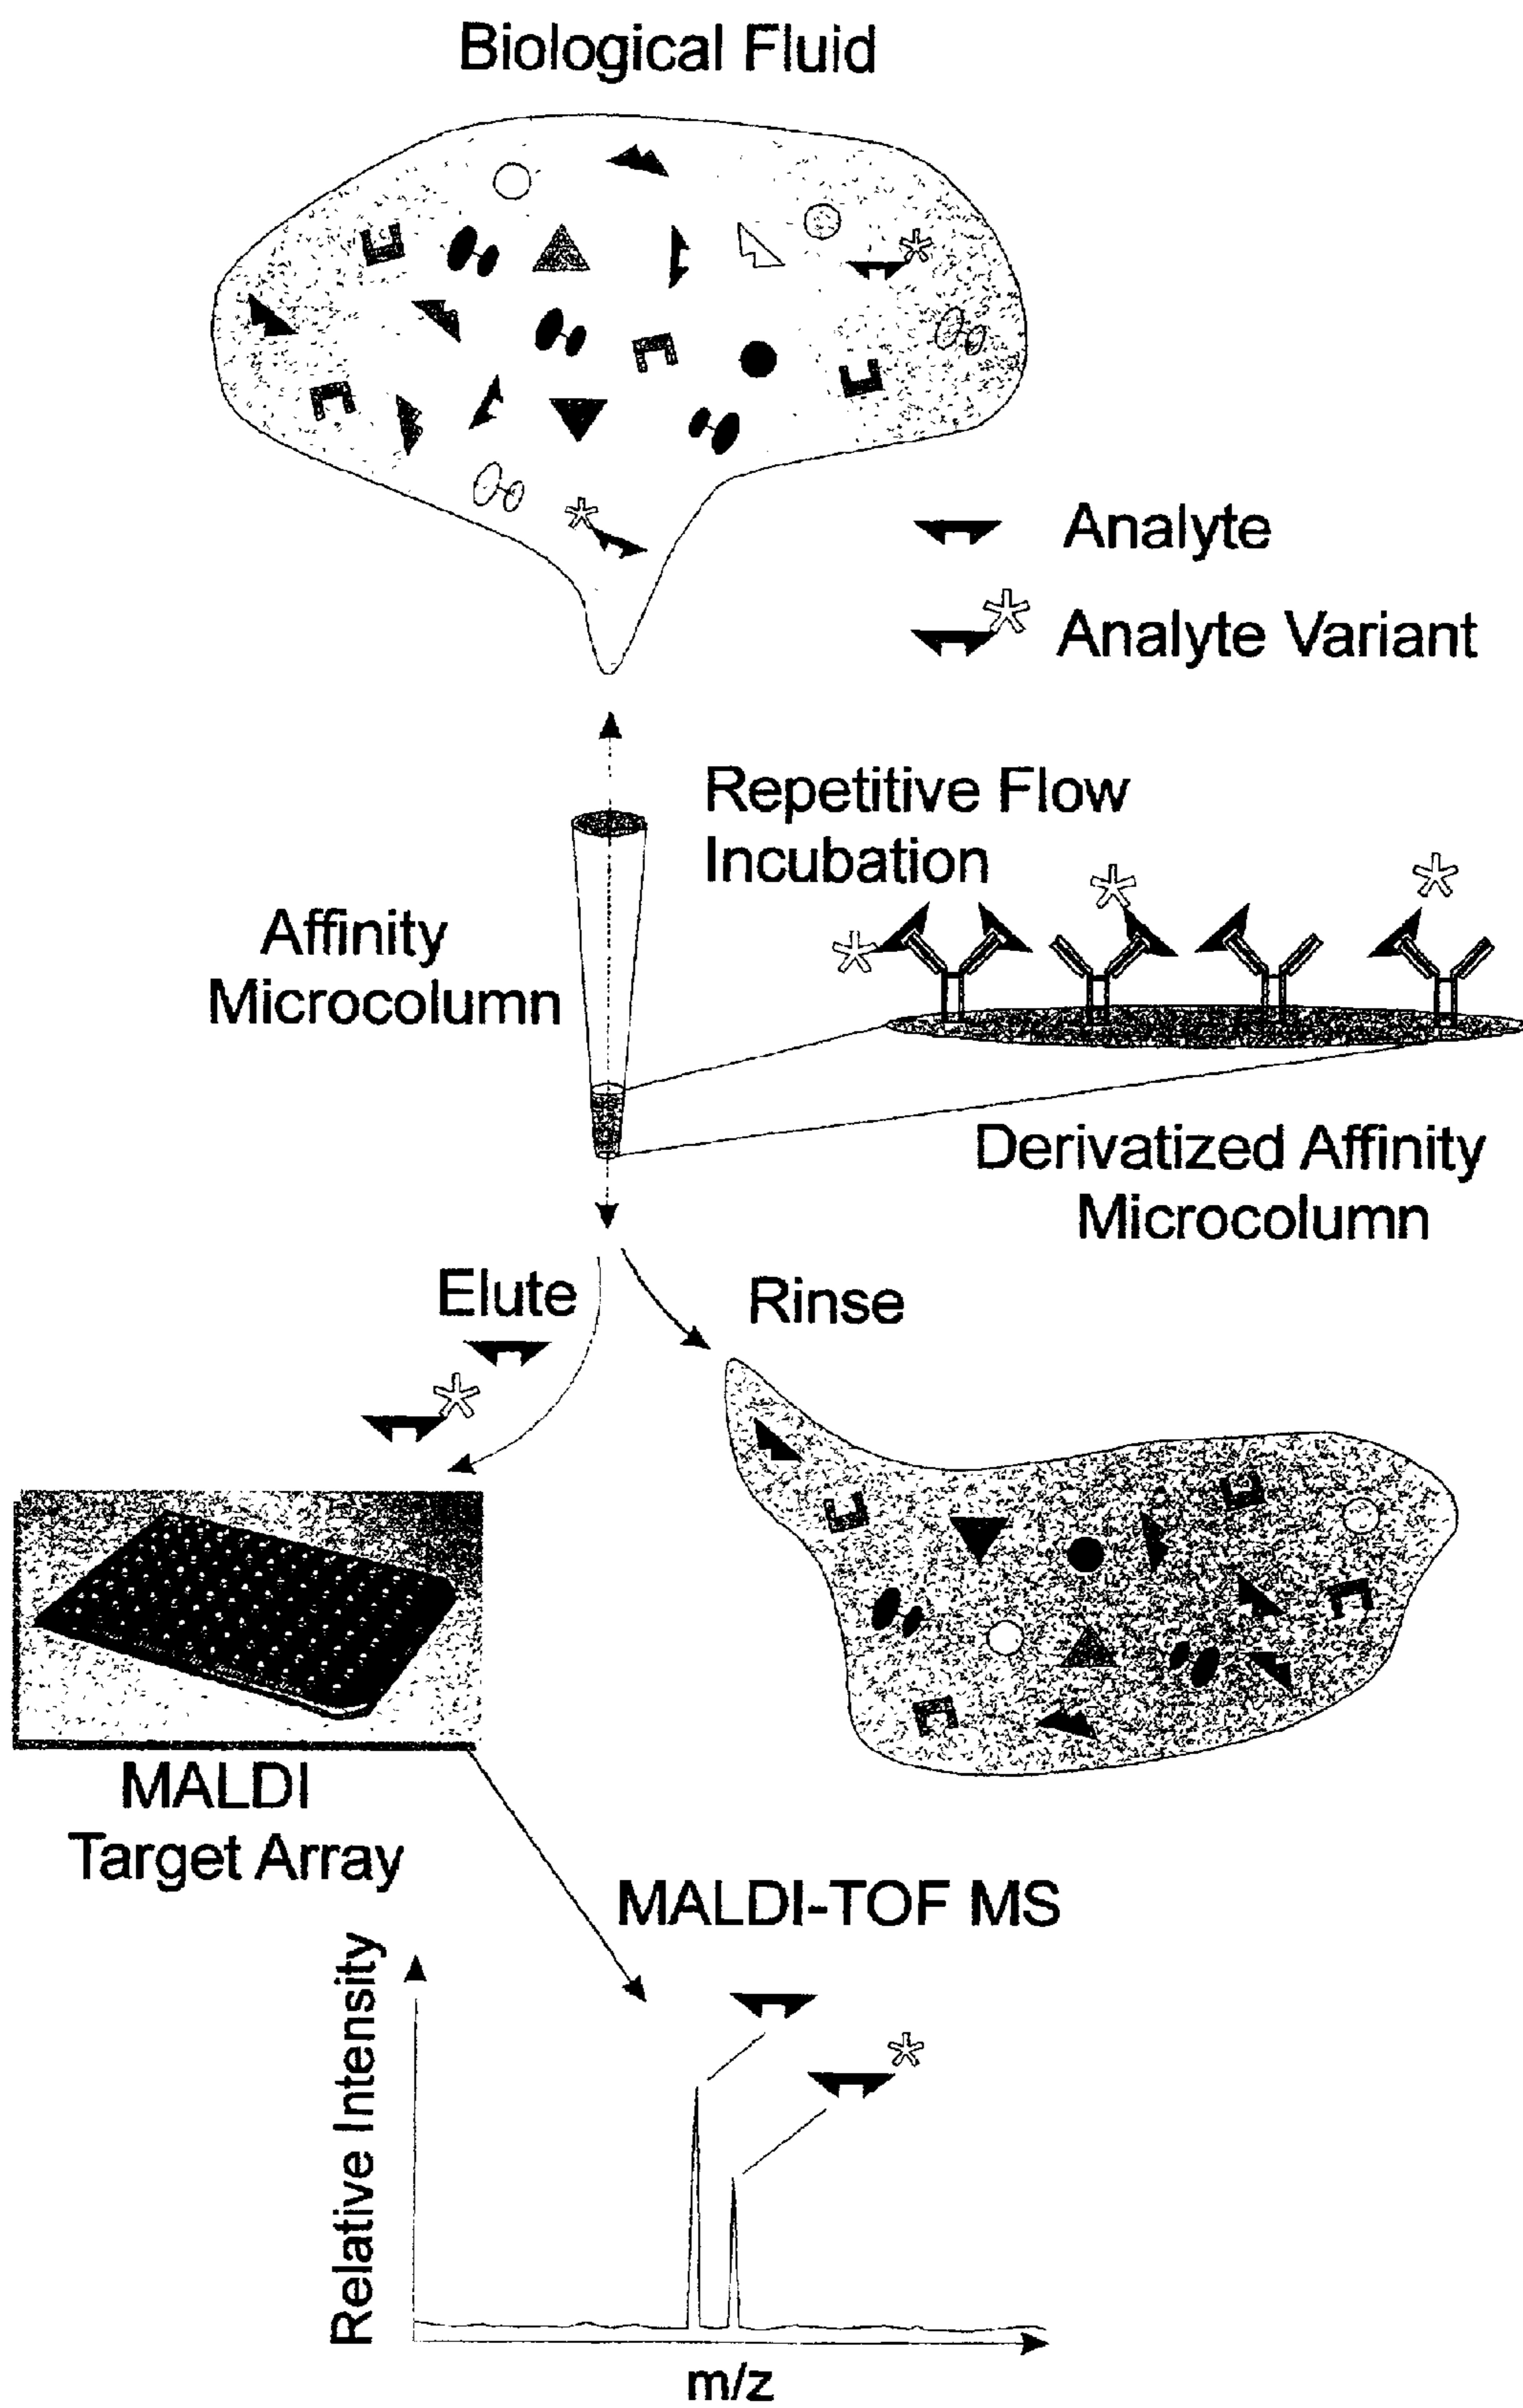 Biological Fluid
Analyte
Analyte Variant
Repetitive Flow
Incubation
Affinity
Microcolumn
Derivatized Affinity
Microcolumn
Elute
Rinse
MALDI
Target Array
MALDI-TOF MS
Relative Intensity
m/z